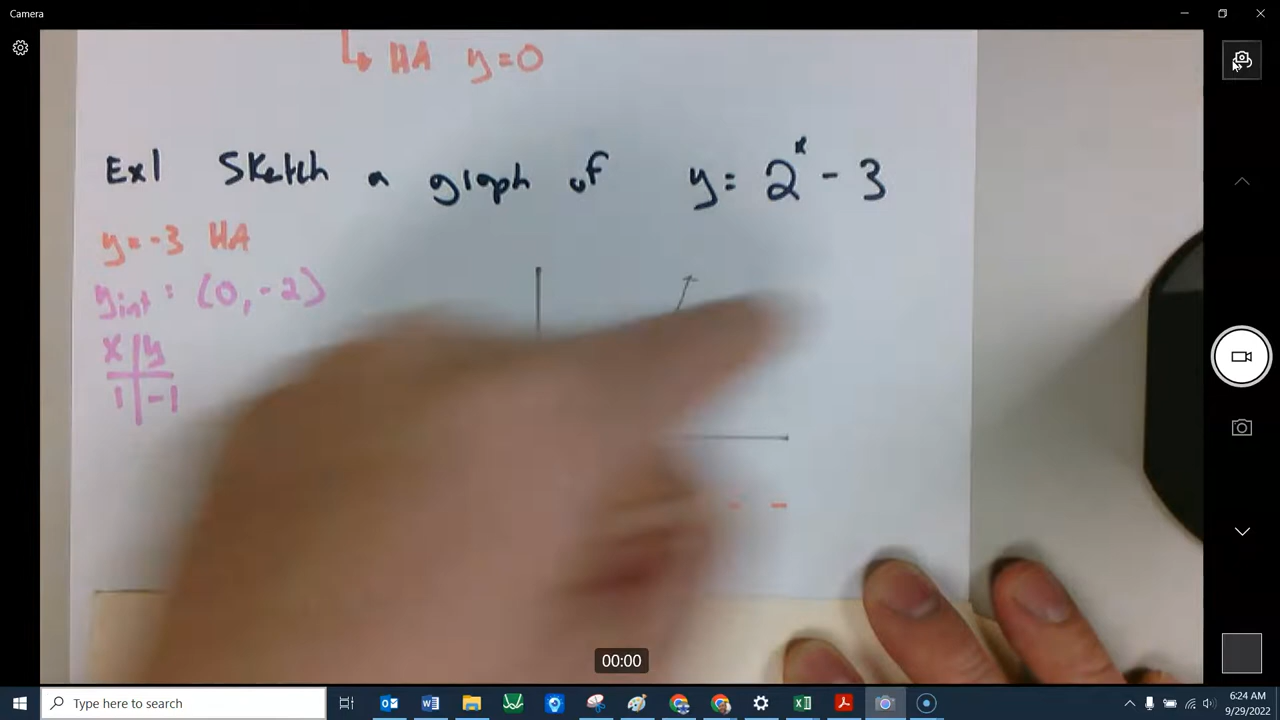 Camera
↳ HA y=0
Ex1 Sketch a graph of y = 2^x - 3
y = -3 HA
yint : (0, -2)
x | y
1 | -1
00:00
Type here to search
6:24 AM
9/29/2022